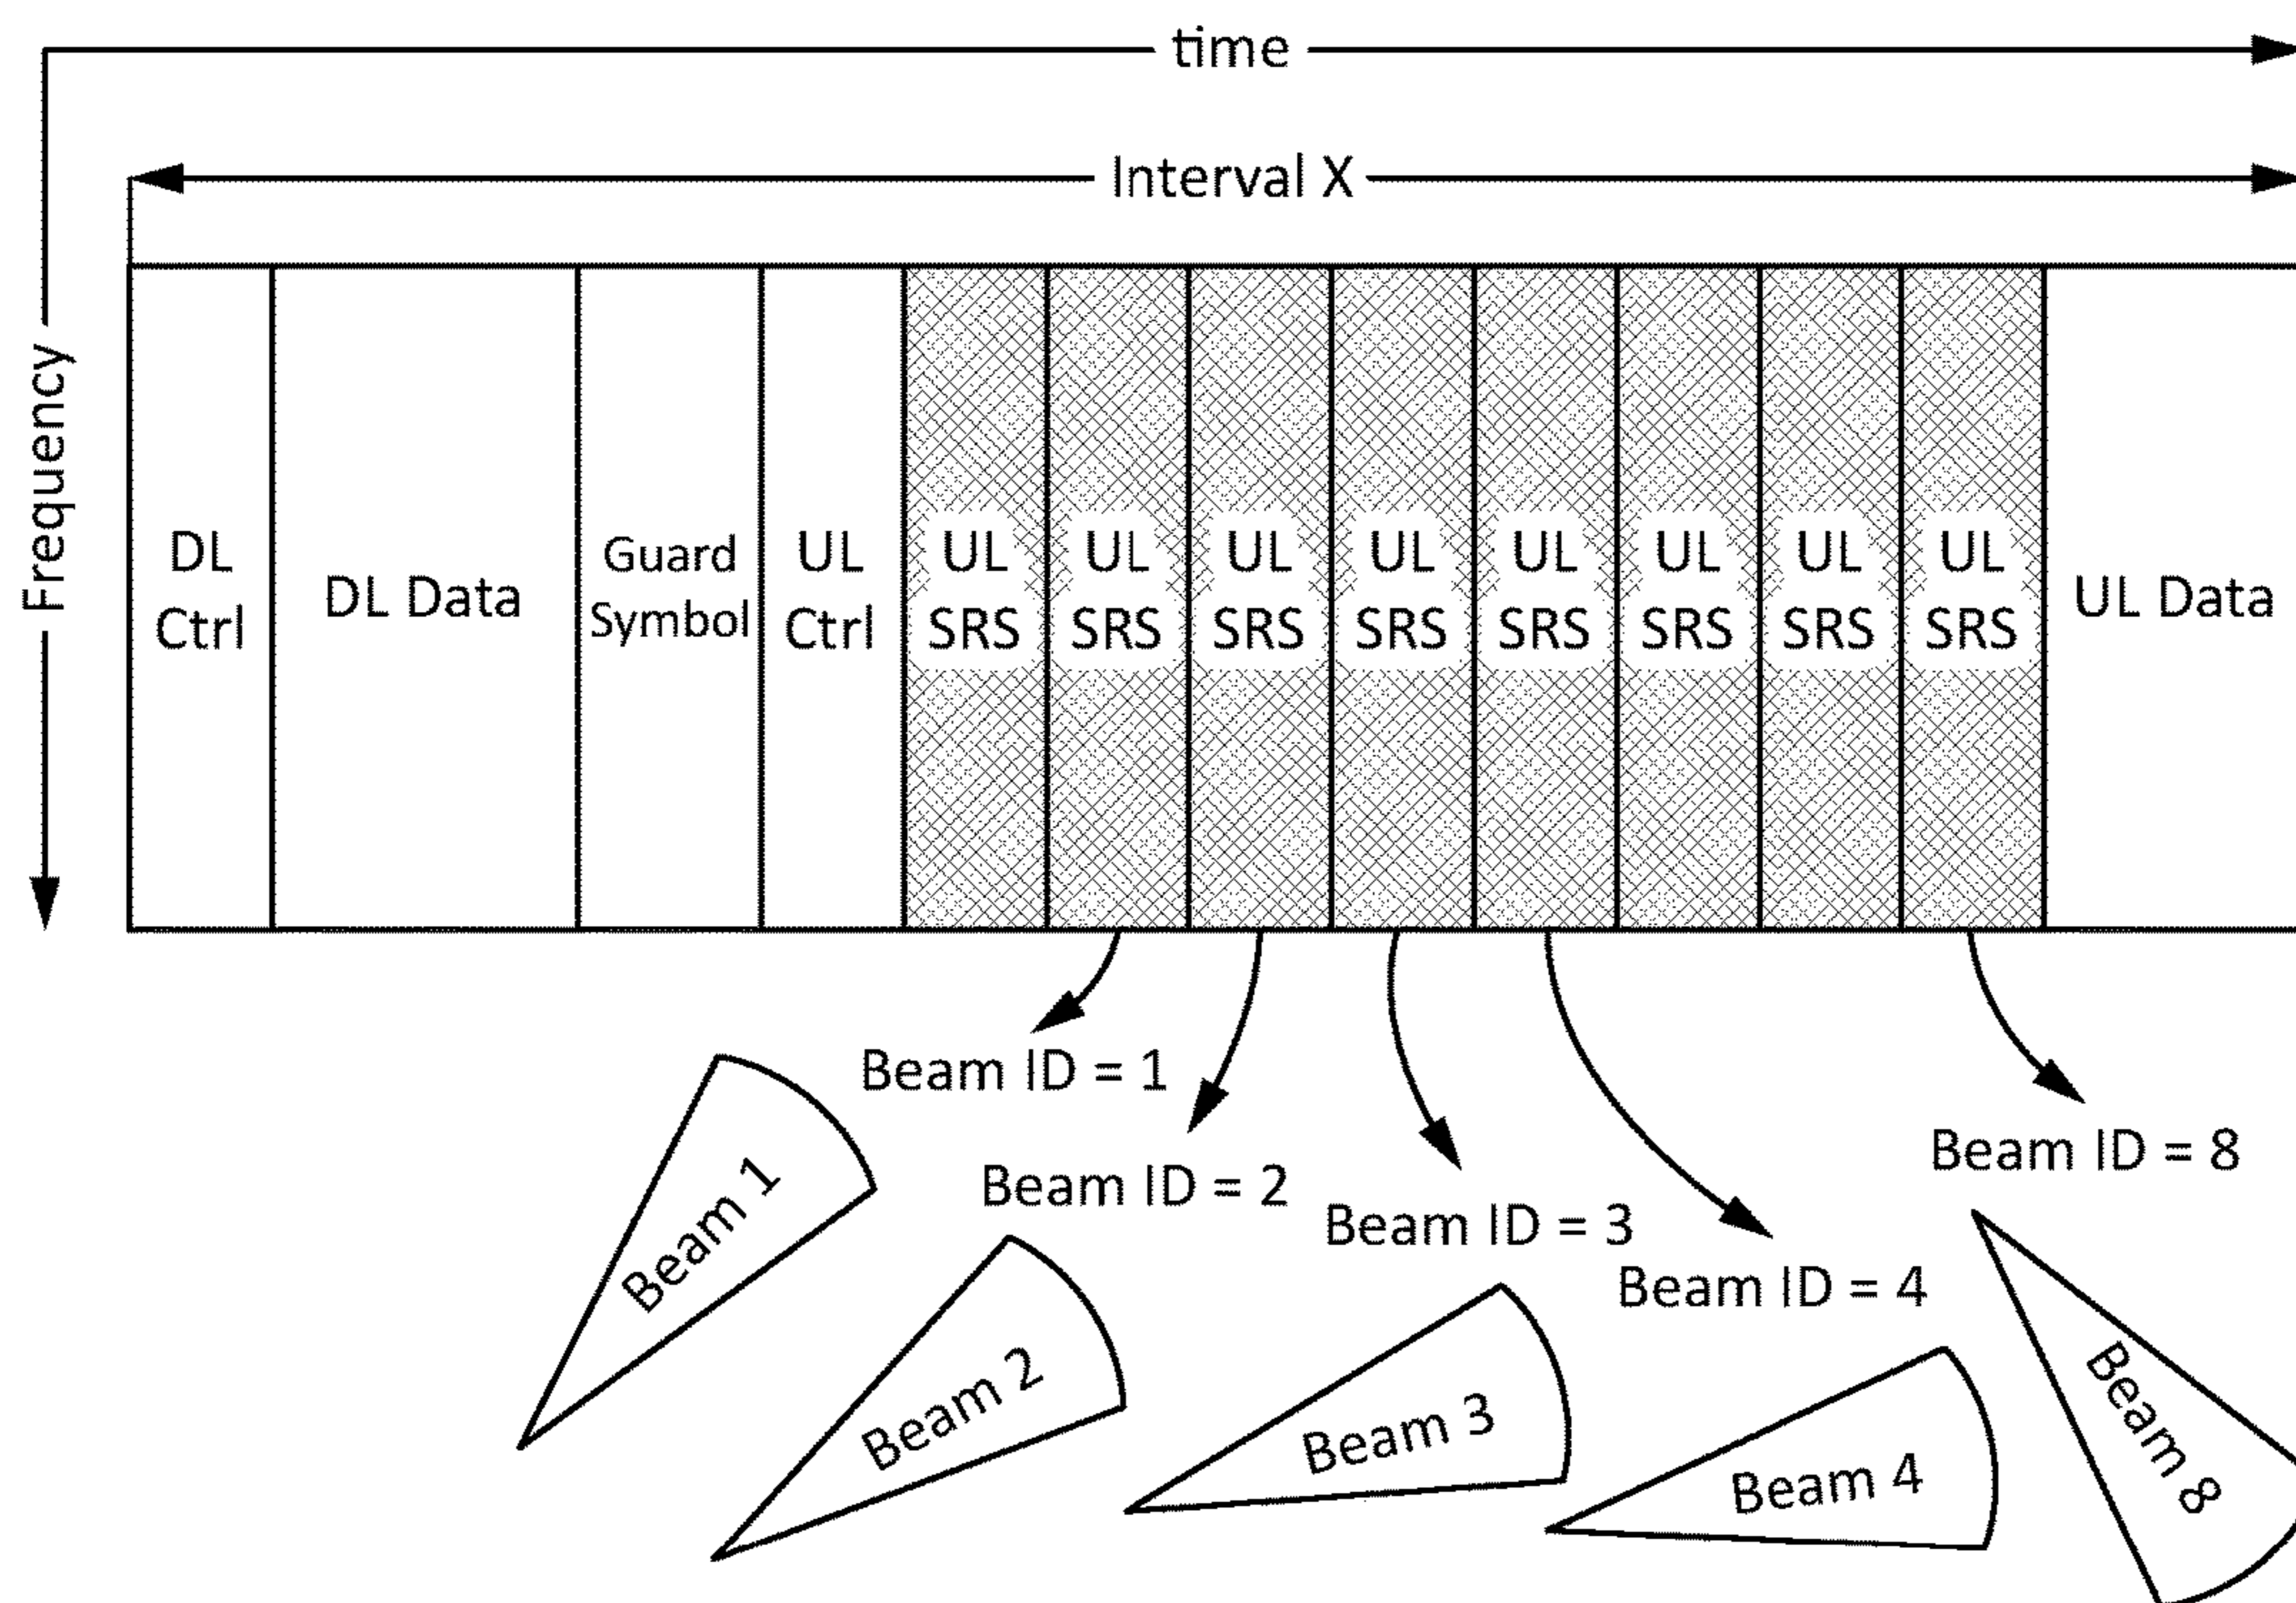 time
Interval X
Frequency
DL
Ctrl
DL Data
Guard
Symbol
UL
Ctrl
UL
SRS
UL
SRS
UL
SRS
UL
SRS
UL
SRS
UL
SRS
UL
SRS
UL
SRS
UL Data
Beam ID = 1
Beam ID = 2
Beam ID = 3
Beam ID = 4
Beam ID = 8
Beam 1
Beam 2
Beam 3
Beam 4
Beam 8